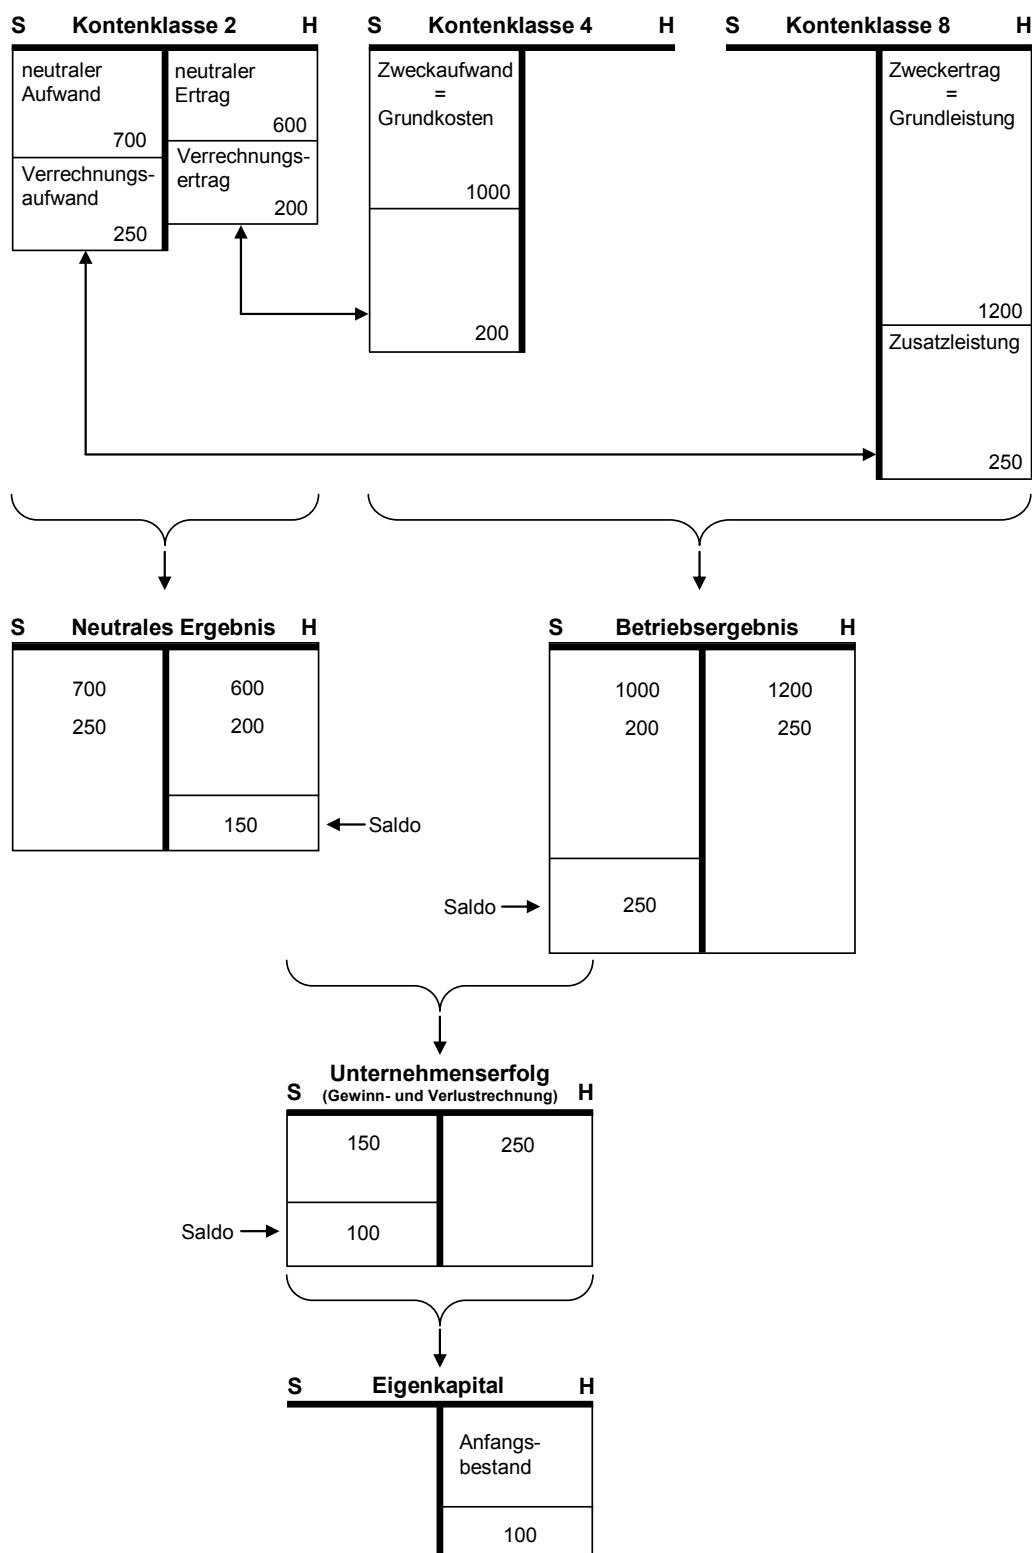 S Kontenklasse 2 H
neutraler
Aufwand
700
neutraler
Ertrag
600
Verrechnungs-
aufwand
250
Verrechnungs-
ertrag
200
S Kontenklasse 4 H
Zweckaufwand
=
Grundkosten
1000
200
S Kontenklasse 8 H
Zweckertrag
=
Grundleistung
1200
Zusatzleistung
250
S Neutrales Ergebnis H
700 600
250 200
150 Saldo
S Betriebsergebnis H
1000 1200
200 250
Saldo 250
Unternehmenserfolg
S (Gewinn- und Verlustrechnung) H
150 250
Saldo 100
S Eigenkapital H
Anfangs-
bestand
100